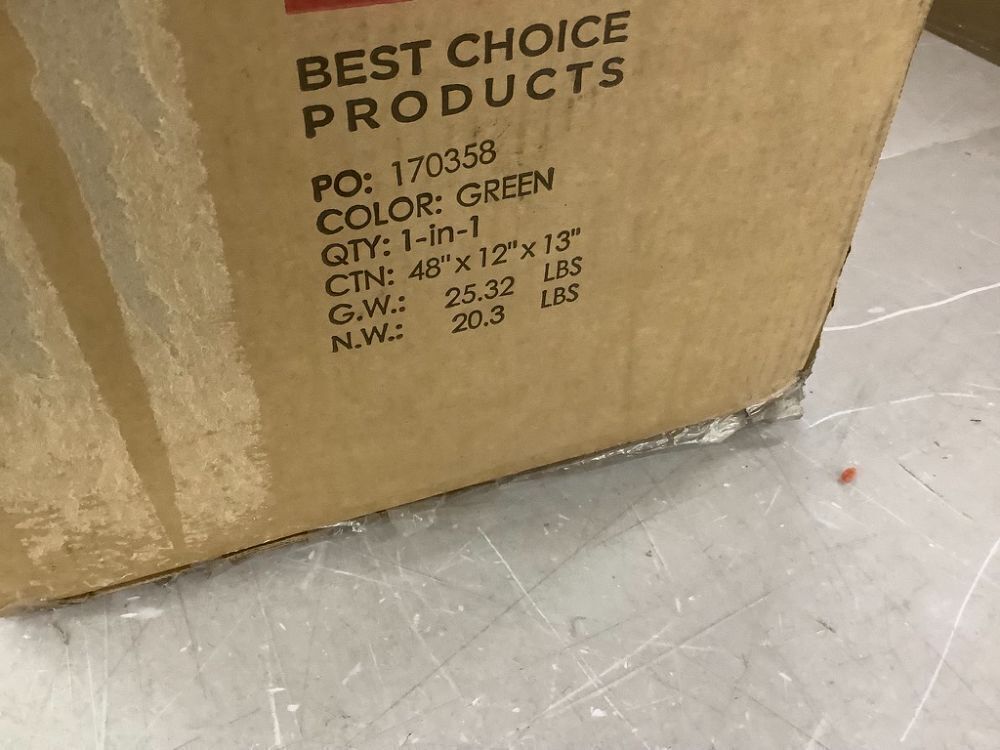 BEST CHOICE
PRODUCTS
PO: 170358
COLOR: GREEN
QTY: 1-in-1
CTN: 48" x 12" x 13"
G.W.: 25.32 LBS
N.W.: 20.3 LBS